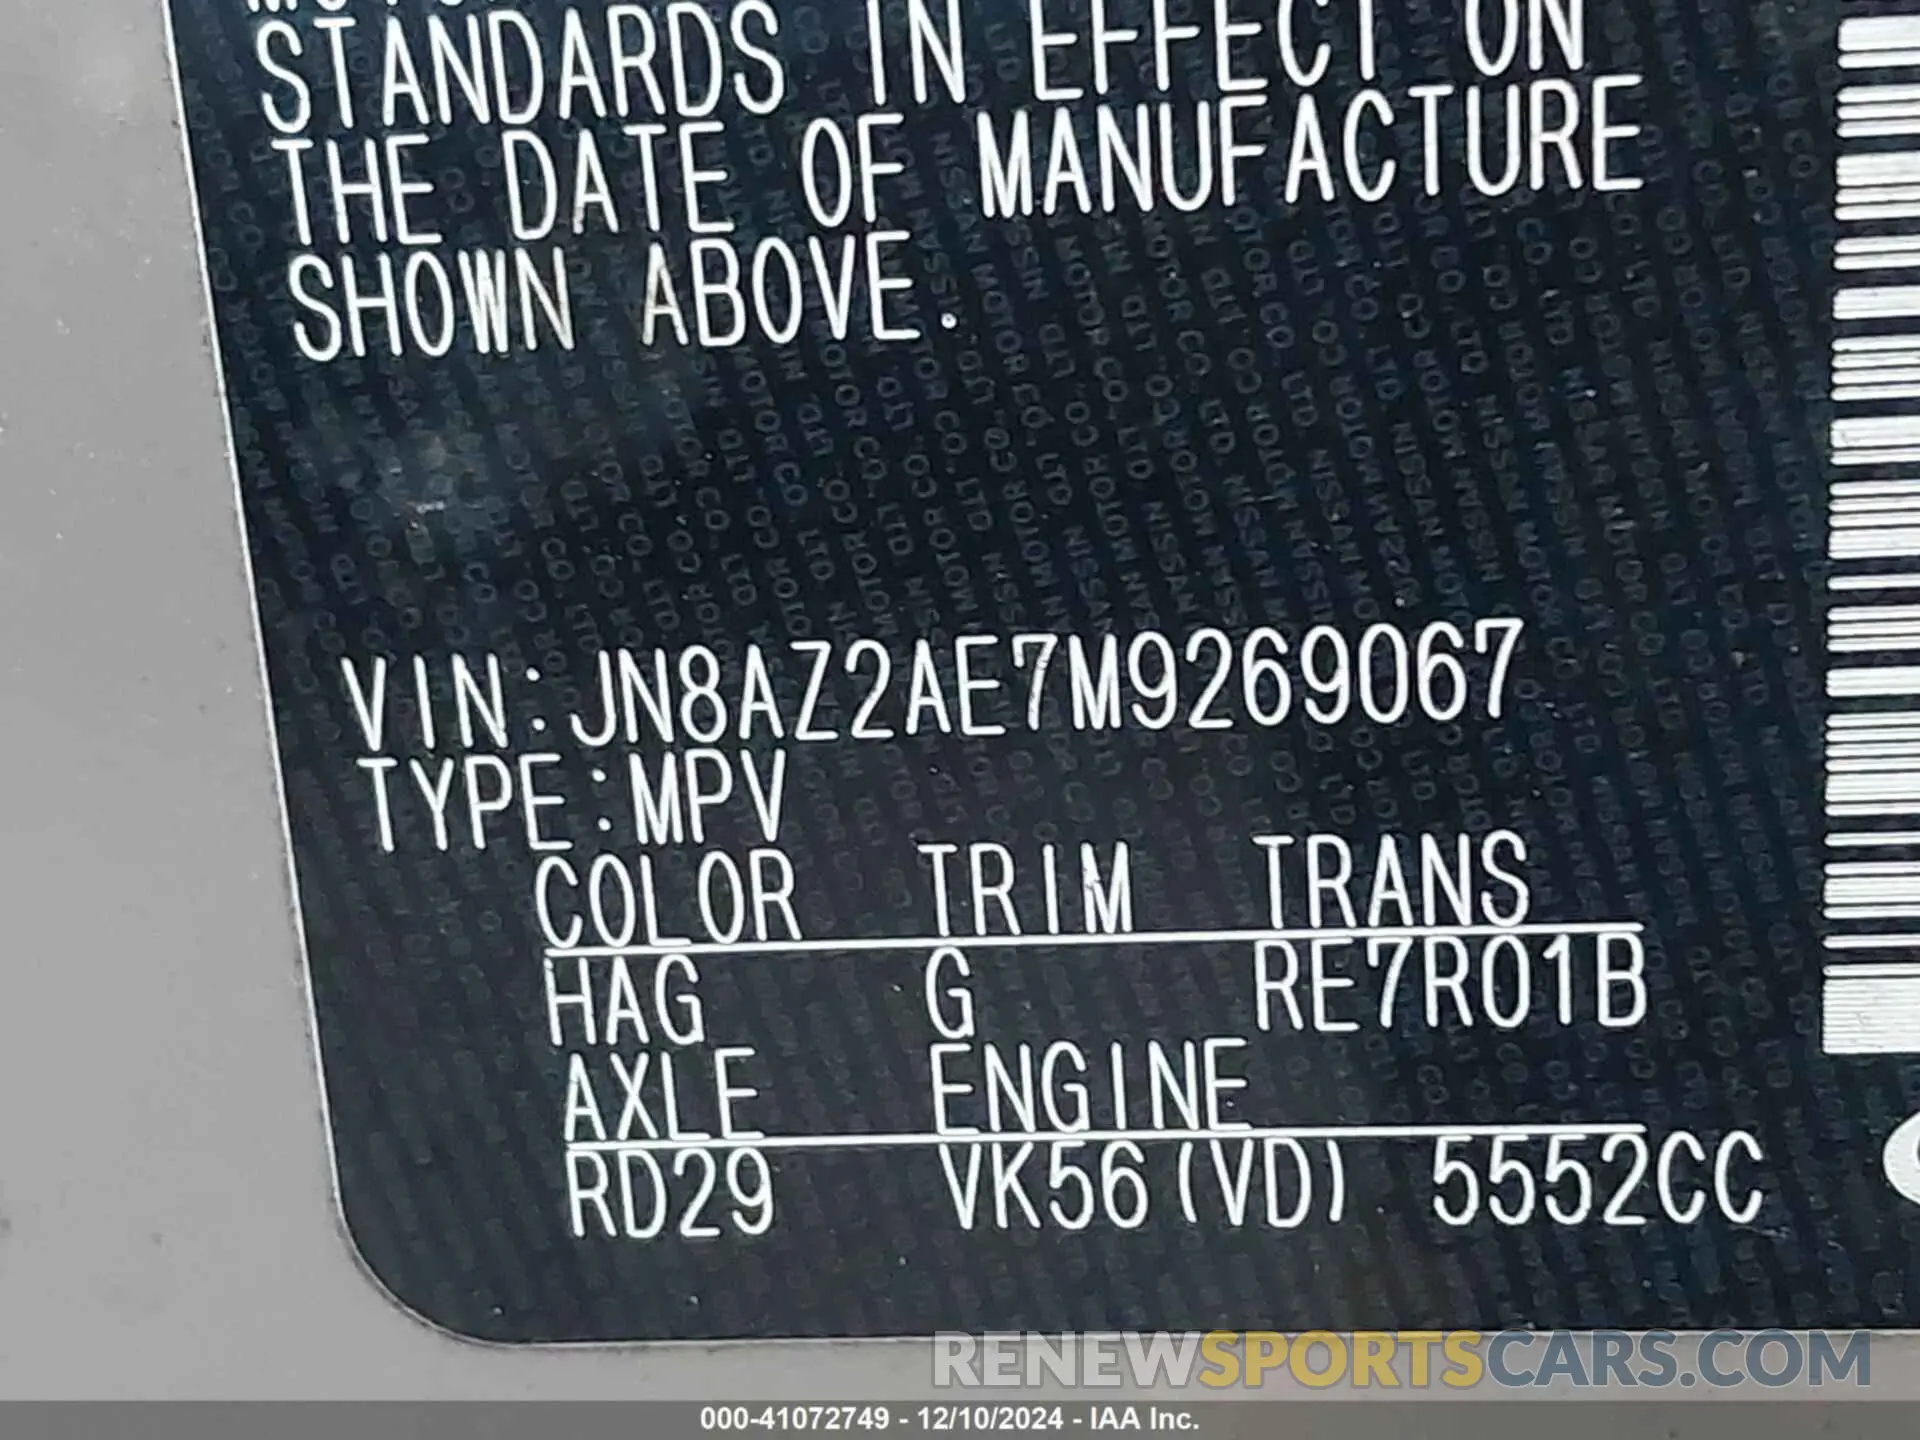 STANDARDS IN EFFECT ON
THE DATE OF MANUFACTURE
SHOWN ABOVE.
VIN:JN8AZ2AE7M9269067
TYPE:MPV
COLOR TRIM TRANS
HAG G RE7R01B
AXLE ENGINE
RD29 VK56(VD) 5552CC
RENEWSPORTSCARS.COM
000-41072749 - 12/10/2024 - IAA Inc.